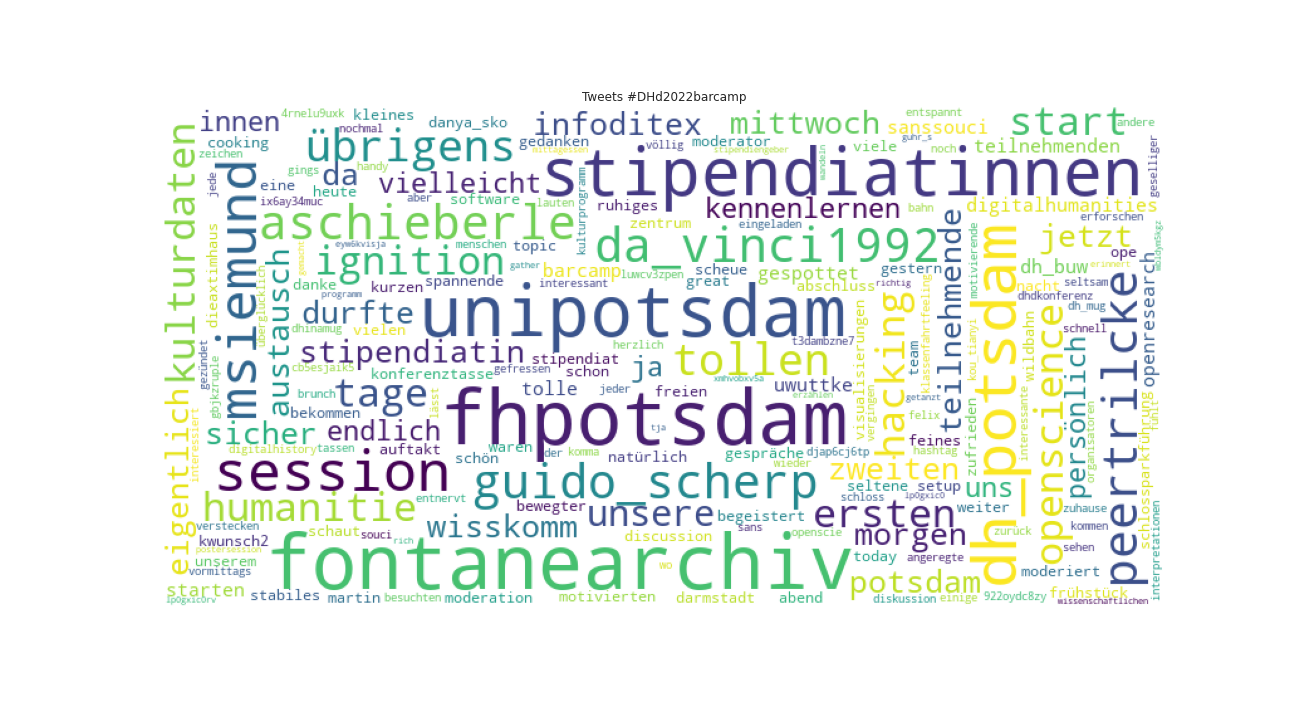 Tweets #DHd2022barcamp
4rnelu9uxk
kleines
innen
nochmal
danya_sko
infoditex
mittwoch
entspannt
sanssouci
start
andere
cooking
zeichen
übrigens
gedanken
mittagessen
völlig
moderator
stipendiengeber
viele
guhr_s
noch
teilnehmenden
wandeln
geselliger
kulturdaten
msiemund
jede
gings
eine
ix6ay34muc
da
heute
handy
vielleicht
aber
software
stipendiatinnen
lauten
ruhiges
kennenlernen
bahn
digitalhumanities
erforschen
aschieberle
kulturprogramm
zentrum
eingeladen
da_vinci1992
teilnehmende
motivierende
dh_potsdam
jetzt
ope
dieaxtimhaus
überglücklich
austausch
gemacht
eym6kvisja
menschen
topic
ignition
gather
barcamp
interessant
luwcv3zpen
scheue
great
gespottet
abschluss
gestern
richtig
dh_buw
nacht
erinnert
seltsam
danke
programm
kurzen
spannende
durfte
vielen
unipotsdam
hacking
klassenfahrtfeeling
dhdkonferenz
dh_mug
peertrilcke
openresearch
gezündet
dhinamug
stipendiatin
cb5esjaik5
konferenztasse
gefressen
stipendiat
schon
herzlich
ja
tollen
t3dambzne7
team
kou_tianyi
wildbahn
schnell
persönlich
openscience
gbjkzruple
brunch
tage
lässt
bekommen
tolle
jeder
freien
xmhvobxv5a
uwuttke
erzählen
visualisierungen
vergingen
getanzt
felix
hashtag
zufrieden
interessante
organisatoren
schlossparkführung
fühlt
eigentlich
interessiert
sicher
endlich
fhpotsdam
tja
feines
digitalhistory
tassen
auftakt
schön
waren
der
komma
natürlich
gespräche
wieder
djap6cj6tp
session
guido_scherp
zweiten
schloss
seltene
setup
lp0gxic0
uns
weiter
zuhause
humanitie
entnervt
bewegter
unsere
begeistert
sans
ersten
openscie
verstecken
kwunsch2
schaut
souci
wisskomm
rich
discussion
wo
today
morgen
angeregte
zurück
kommen
sehen
interpretationen
postersession
unserem
vormittags
fontanearchiv
potsdam
moderiert
starten
lp0gxic0rv
stabiles
martin
besuchten
moderation
motivierten
darmstadt
abend
diskussion
einige
922oydc8zy
frühstück
wissenschaftlichen